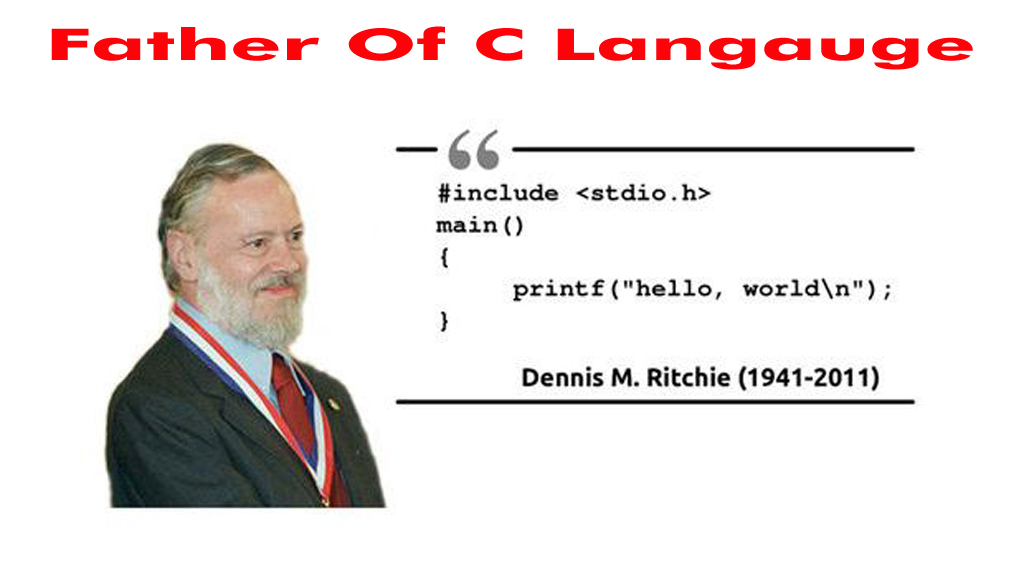 Father Of C Langauge
“
#include <stdio.h>
main()
{
     printf("hello, world\n");
}
Dennis M. Ritchie (1941-2011)